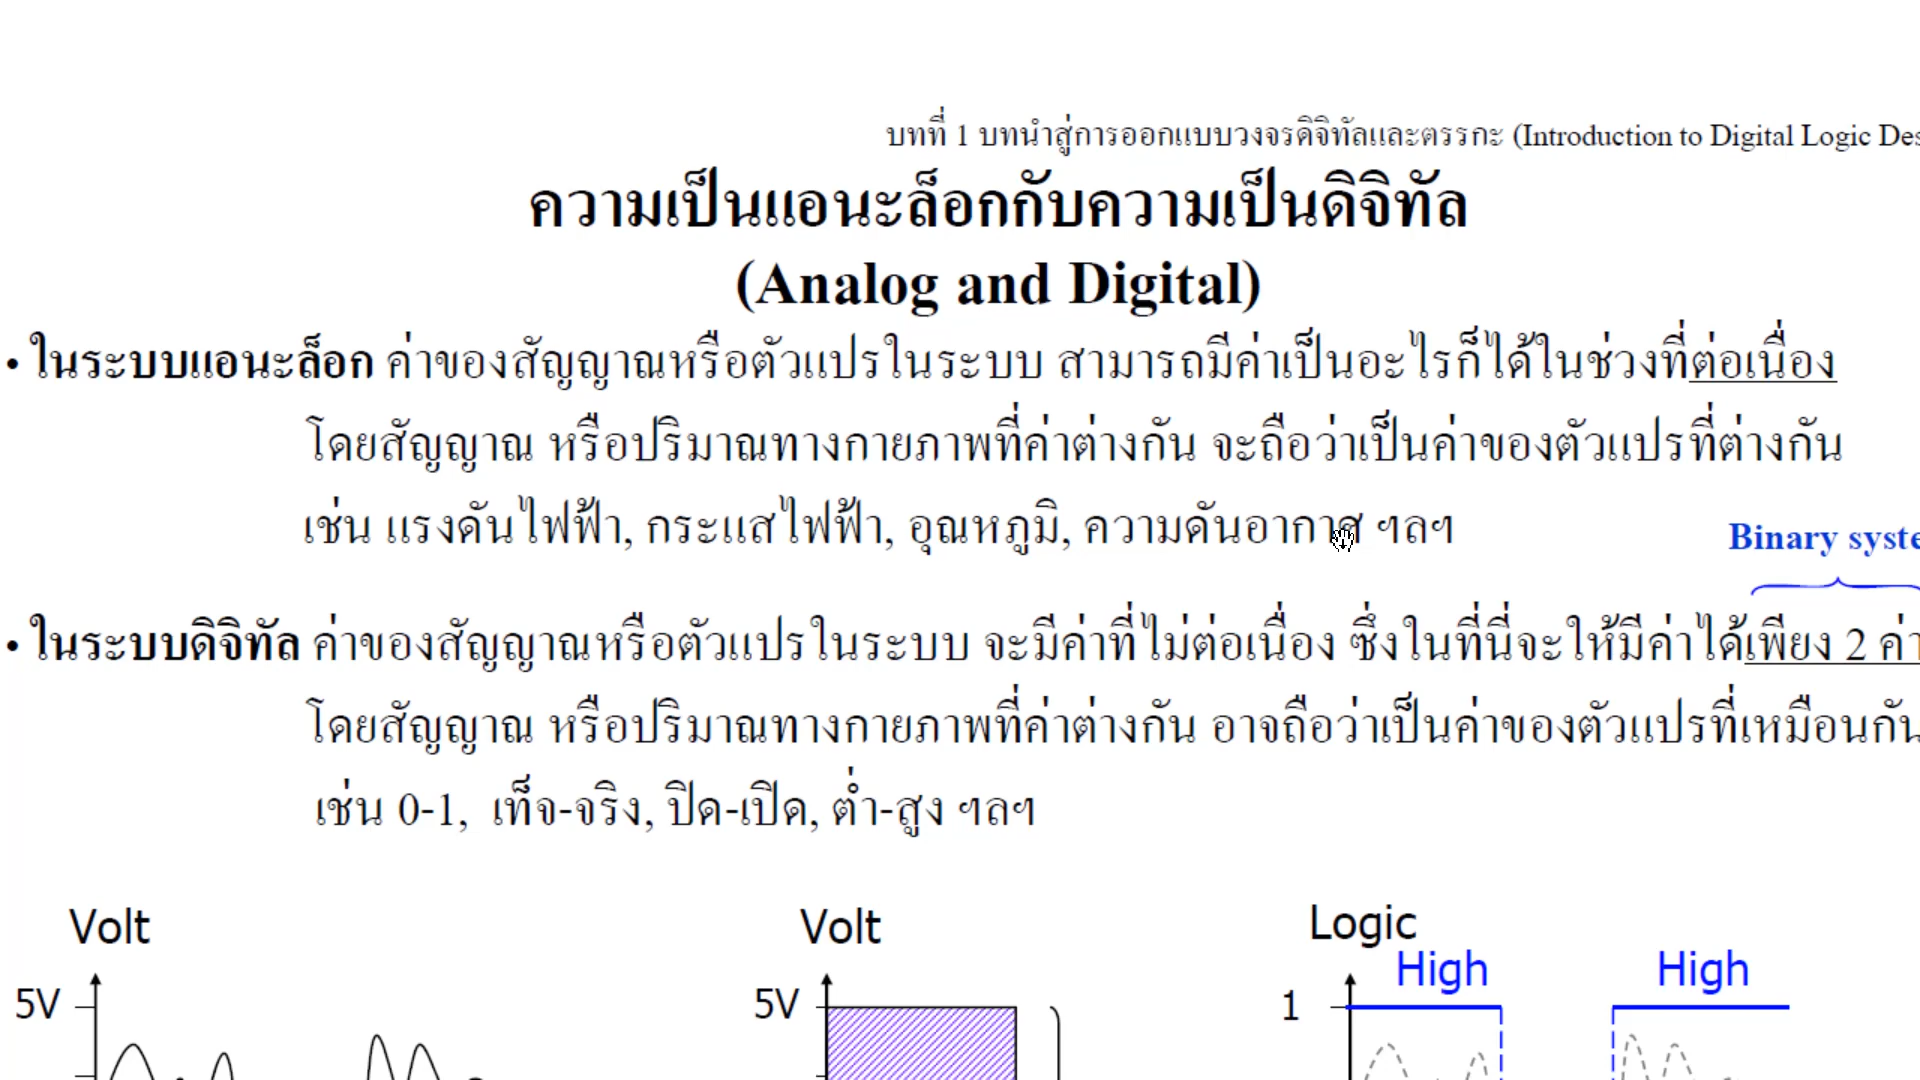 บทที่ 1 บทนำสู่การออกแบบวงจรดิจิทัลและตรรกะ (Introduction to Digital Logic
ความเป็นแอนะล็อกกับความเป็นดิจิทัล
(Analog and Digital)
• ในระบบแอนะล็อก ค่าของสัญญาณหรือตัวแปรในระบบ สามารถมีค่าเป็นอะไรก็ได้ในช่วงที่ต่อเนื่อง
โดยสัญญาณ หรือปริมาณทางกายภาพที่ค่าต่างกัน จะถือว่าเป็นค่าของตัวแปรที่ต่างกัน
เช่น แรงดันไฟฟ้า, กระแสไฟฟ้า, อุณหภูมิ, ความดันอากาศ ฯลฯ
Binary
• ในระบบดิจิทัล ค่าของสัญญาณหรือตัวแปรในระบบ จะมีค่าที่ไม่ต่อเนื่อง ซึ่งในที่นี่จะให้มีค่าได้เพียง 2 ค่า
โดยสัญญาณ หรือปริมาณทางกายภาพที่ค่าต่างกัน อาจถือว่าเป็นค่าของตัวแปรที่เหมือนกัน
เช่น 0-1, เท็จ-จริง, ปิด-เปิด, ต่ำ-สูง ฯลฯ
Volt
Volt
Logic
High
High
5V
5V
1